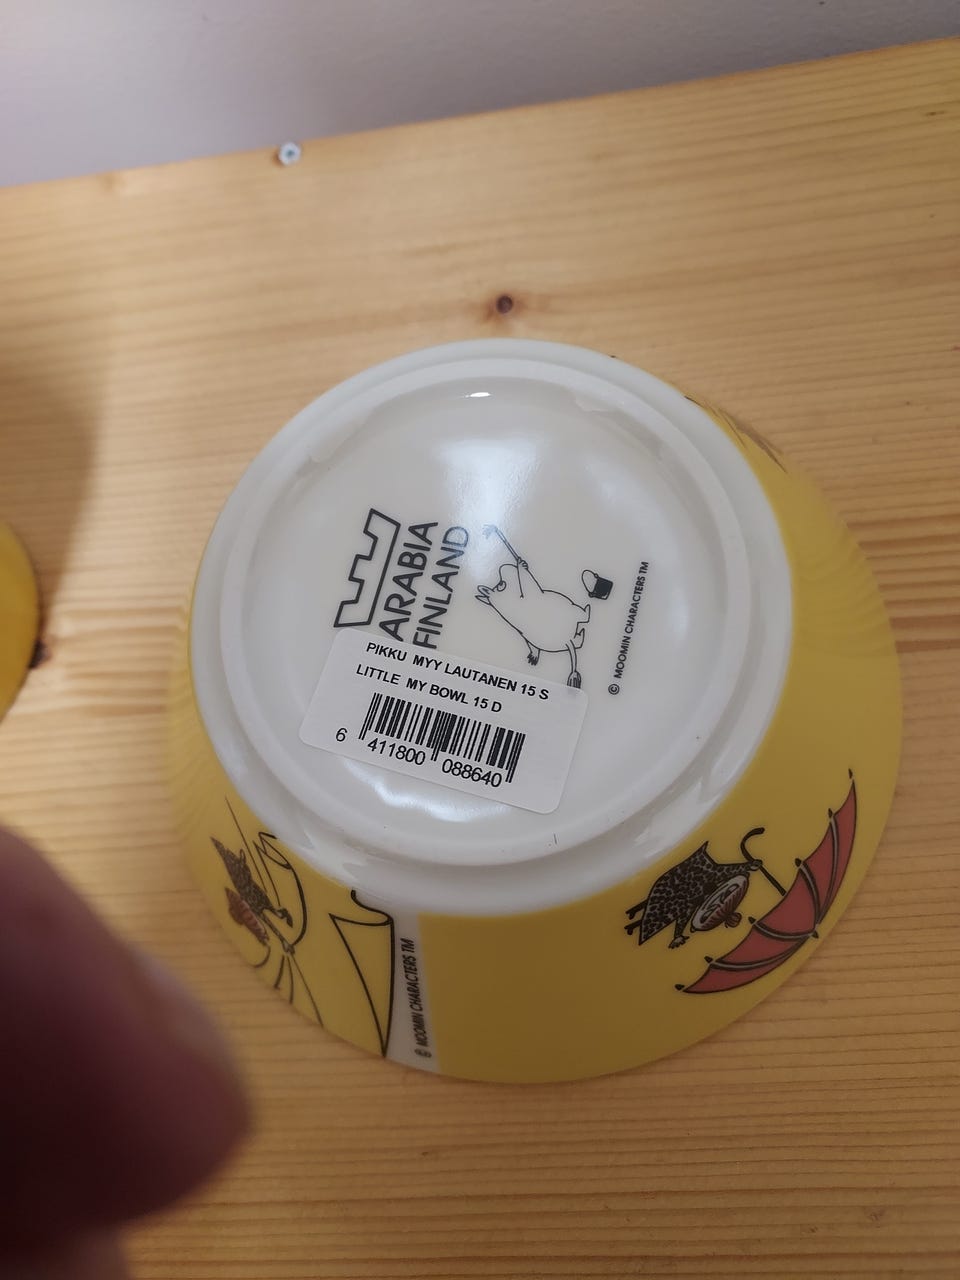 ARABIA
FINLAND
© MOOMIN CHARACTERS TM
PIKKU MYY LAUTANEN 15 S
LITTLE MY BOWL 15 D
6 411800 088640
© MOOMIN CHARACTERS TM